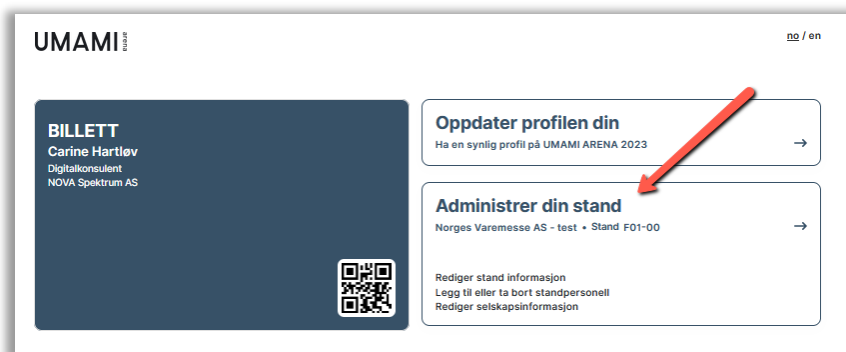 UMAMI arena
no / en
BILLETT
Carine Hartløv
Digitalkonsulent
NOVA Spektrum AS
Oppdater profilen din
Ha en synlig profil på UMAMI ARENA 2023
Administrer din stand
Norges Varemesse AS - test • Stand F01-00
Rediger stand informasjon
Legg til eller ta bort standpersonell
Rediger selskapsinformasjon